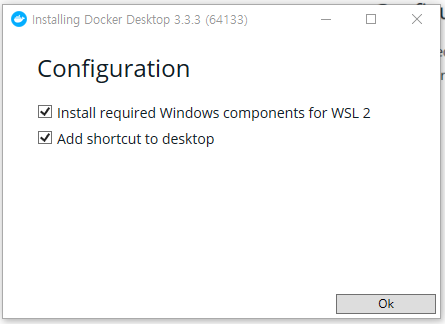 Installing Docker Desktop 3.3.3 (64133)
Configuration
Install required Windows components for WSL 2
Add shortcut to desktop
Ok